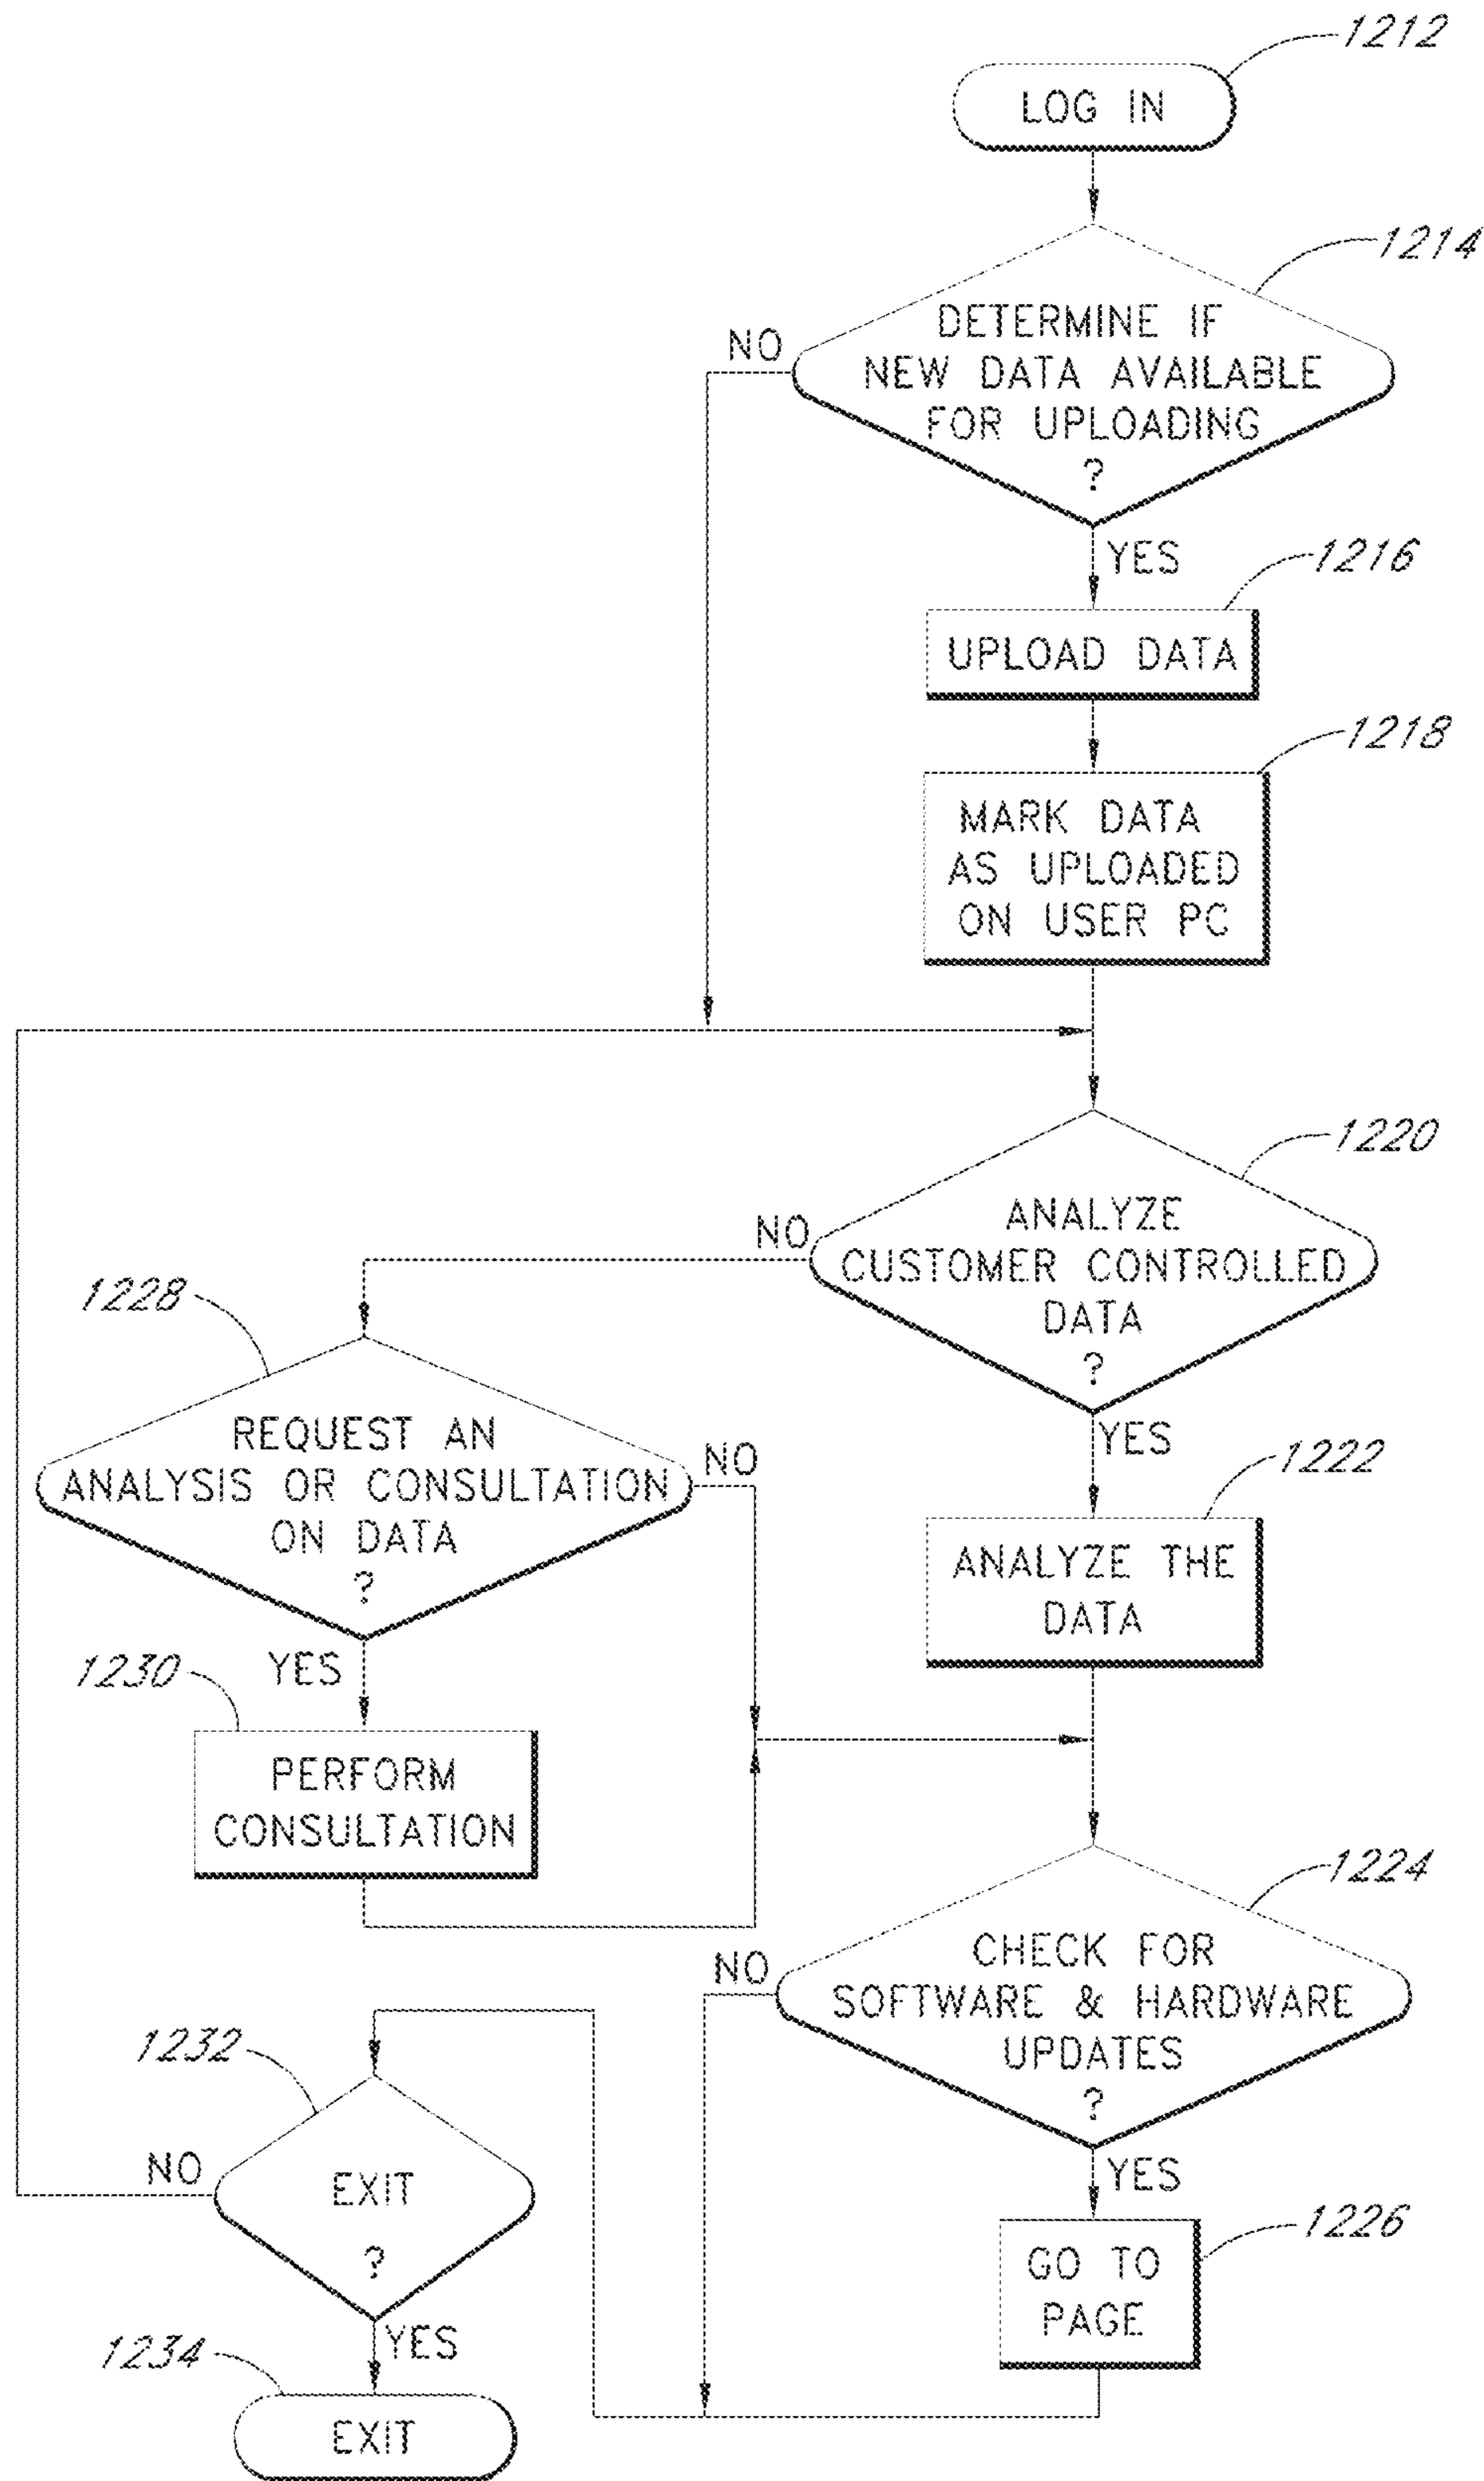 1212
LOG IN
1214
DETERMINE IF
NEW DATA AVAILABLE
FOR UPLOADING
?
NO
YES
1216
UPLOAD DATA
1218
MARK DATA
AS UPLOADED
ON USER PC
1220
ANALYZE
CUSTOMER CONTROLLED
DATA
?
NO
YES
1228
REQUEST AN
ANALYSIS OR CONSULTATION
ON DATA
?
NO
YES
1222
ANALYZE THE
DATA
1230
PERFORM
CONSULTATION
1224
CHECK FOR
SOFTWARE & HARDWARE
UPDATES
?
NO
YES
1226
GO TO
PAGE
1232
EXIT
?
NO
YES
1234
EXIT